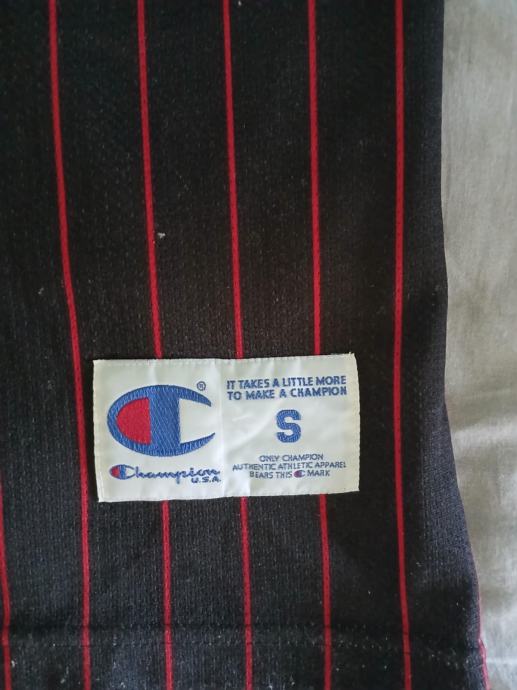 ®
IT TAKES A LITTLE MORE
TO MAKE A CHAMPION
S
Champion
U.S.A.
ONLY CHAMPION
AUTHENTIC ATHLETIC APPAREL
BEARS THIS C MARK